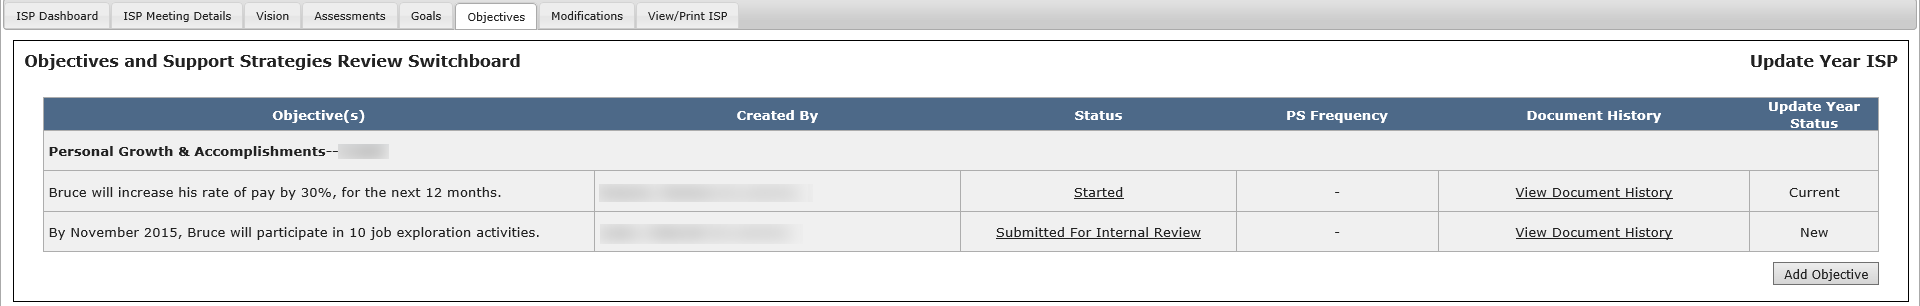 ISP Dashboard ISP Meeting Details Vision Assessments Goals Objectives Modifications View/Print ISP
Objectives and Support Strategies Review Switchboard Update Year ISP
Objective(s) Created By Status PS Frequency Document History Update Year Status
Personal Growth & Accomplishments--
Bruce will increase his rate of pay by 30%, for the next 12 months. Started - View Document History Current
By November 2015, Bruce will participate in 10 job exploration activities. Submitted For Internal Review - View Document History New
Add Objective